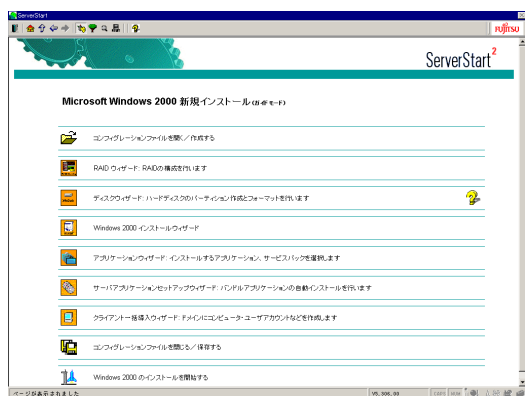 ServerStart
FUJITSU
ServerStart2
Microsoft Windows 2000 新規インストール(ガイドモード)
コンフィグレーションファイルを開く／作成する
RAID ウィザード: RAIDの構成を行います
ディスクウィザード: ハードディスクのパーティション作成とフォーマットを行います
Windows 2000 インストールウィザード
アプリケーションウィザード: インストールするアプリケーション、サービスパックを選択します
サーバアプリケーションセットアップウィザード: バンドルアプリケーションの自動インストールを行います
クライアント一括導入ウィザード: ドメインにコンピュータ・ユーザアカウントなどを作成します
コンフィグレーションファイルを閉じる／保存する
Windows 2000 のインストールを開始する
ページが表示されました
V5.306.00
CAPS
NUM